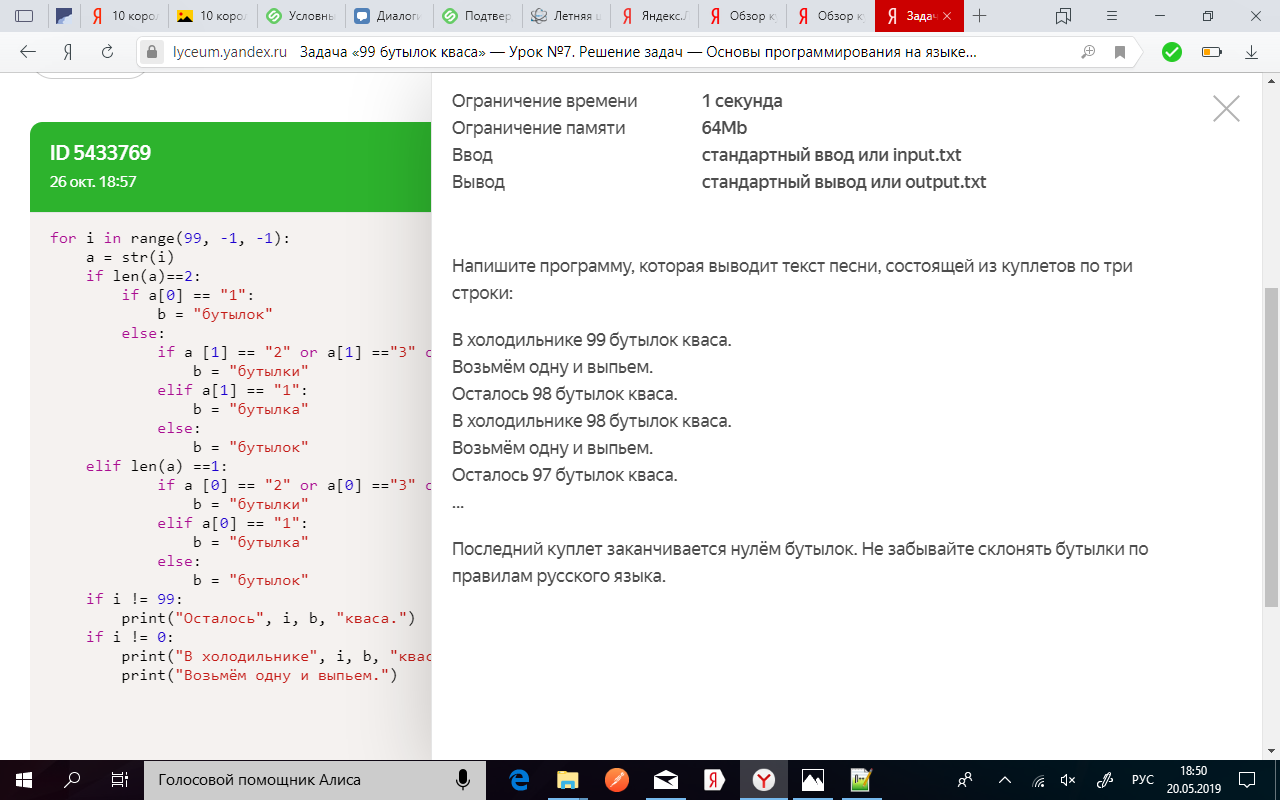 10 корол
10 корол
Условны
Диалоги
Подтвер
Летняя ш
Яндекс.Л
Обзор к
Обзор к
Задач
lyceum.yandex.ru Задача «99 бутылок кваса» — Урок №7. Решение задач — Основы программирования на языке...
ID 5433769
26 окт. 18:57
for i in range(99, -1, -1):
a = str(i)
if len(a)==2:
if a[0] == "1":
b = "бутылок"
else:
if a [1] == "2" or a[1] =="3" o
b = "бутылки"
elif a[1] == "1":
b = "бутылка"
else:
b = "бутылок"
elif len(a) ==1:
if a [0] == "2" or a[0] =="3" o
b = "бутылки"
elif a[0] == "1":
b = "бутылка"
else:
b = "бутылок"
if i != 99:
print("Осталось", i, b, "кваса.")
if i != 0:
print("В холодильнике", i, b, "квас
print("Возьмём одну и выпьем.")
Ограничение времени 1 секунда
Ограничение памяти 64Mb
Ввод стандартный ввод или input.txt
Вывод стандартный вывод или output.txt
Напишите программу, которая выводит текст песни, состоящей из куплетов по три
строки:
В холодильнике 99 бутылок кваса.
Возьмём одну и выпьем.
Осталось 98 бутылок кваса.
В холодильнике 98 бутылок кваса.
Возьмём одну и выпьем.
Осталось 97 бутылок кваса.
...
Последний куплет заканчивается нулём бутылок. Не забывайте склонять бутылки по
правилам русского языка.
Голосовой помощник Алиса
РУС
18:50
20.05.2019